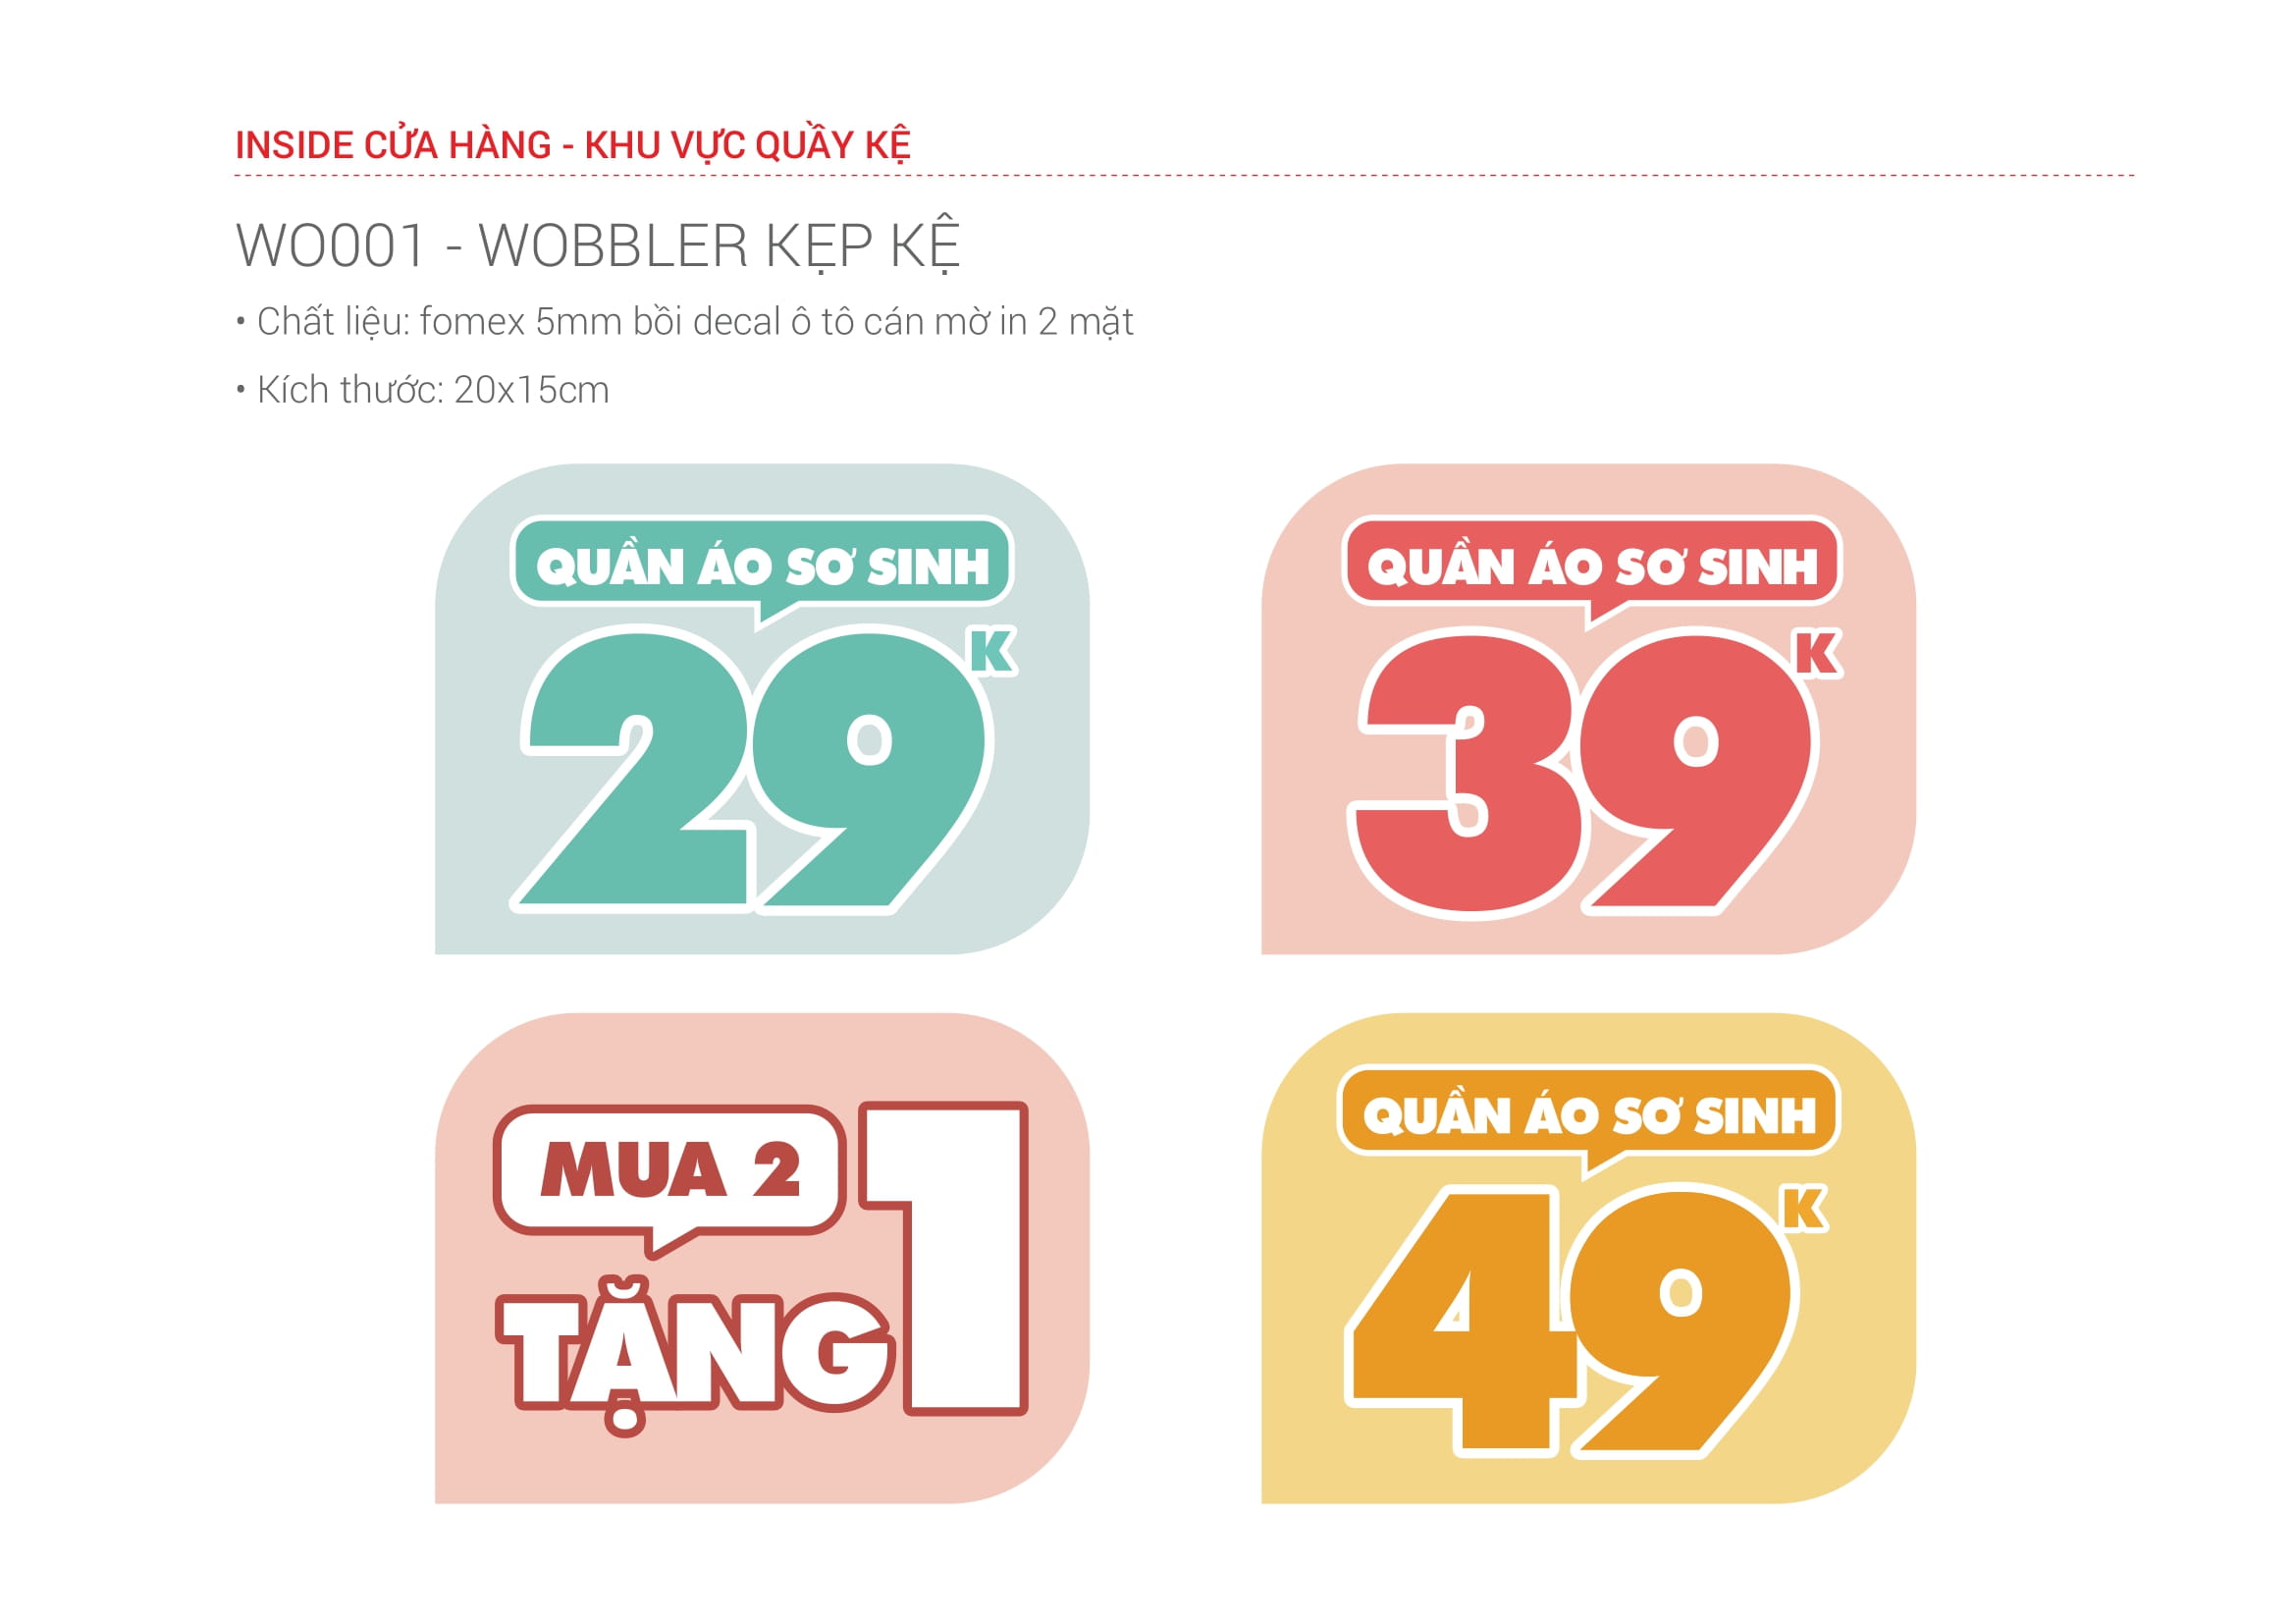 INSIDE CỬA HÀNG - KHU VỰC QUẦY KỆ
WO001 - WOBBLER KẸP KỆ
• Chất liệu: fomex 5mm bồi decal ô tô cán mờ in 2 mặt
• Kích thước: 20x15cm
QUẦN ÁO SƠ SINH
29K
QUẦN ÁO SƠ SINH
39K
MUA 2
TẶNG 1
QUẦN ÁO SƠ SINH
49K